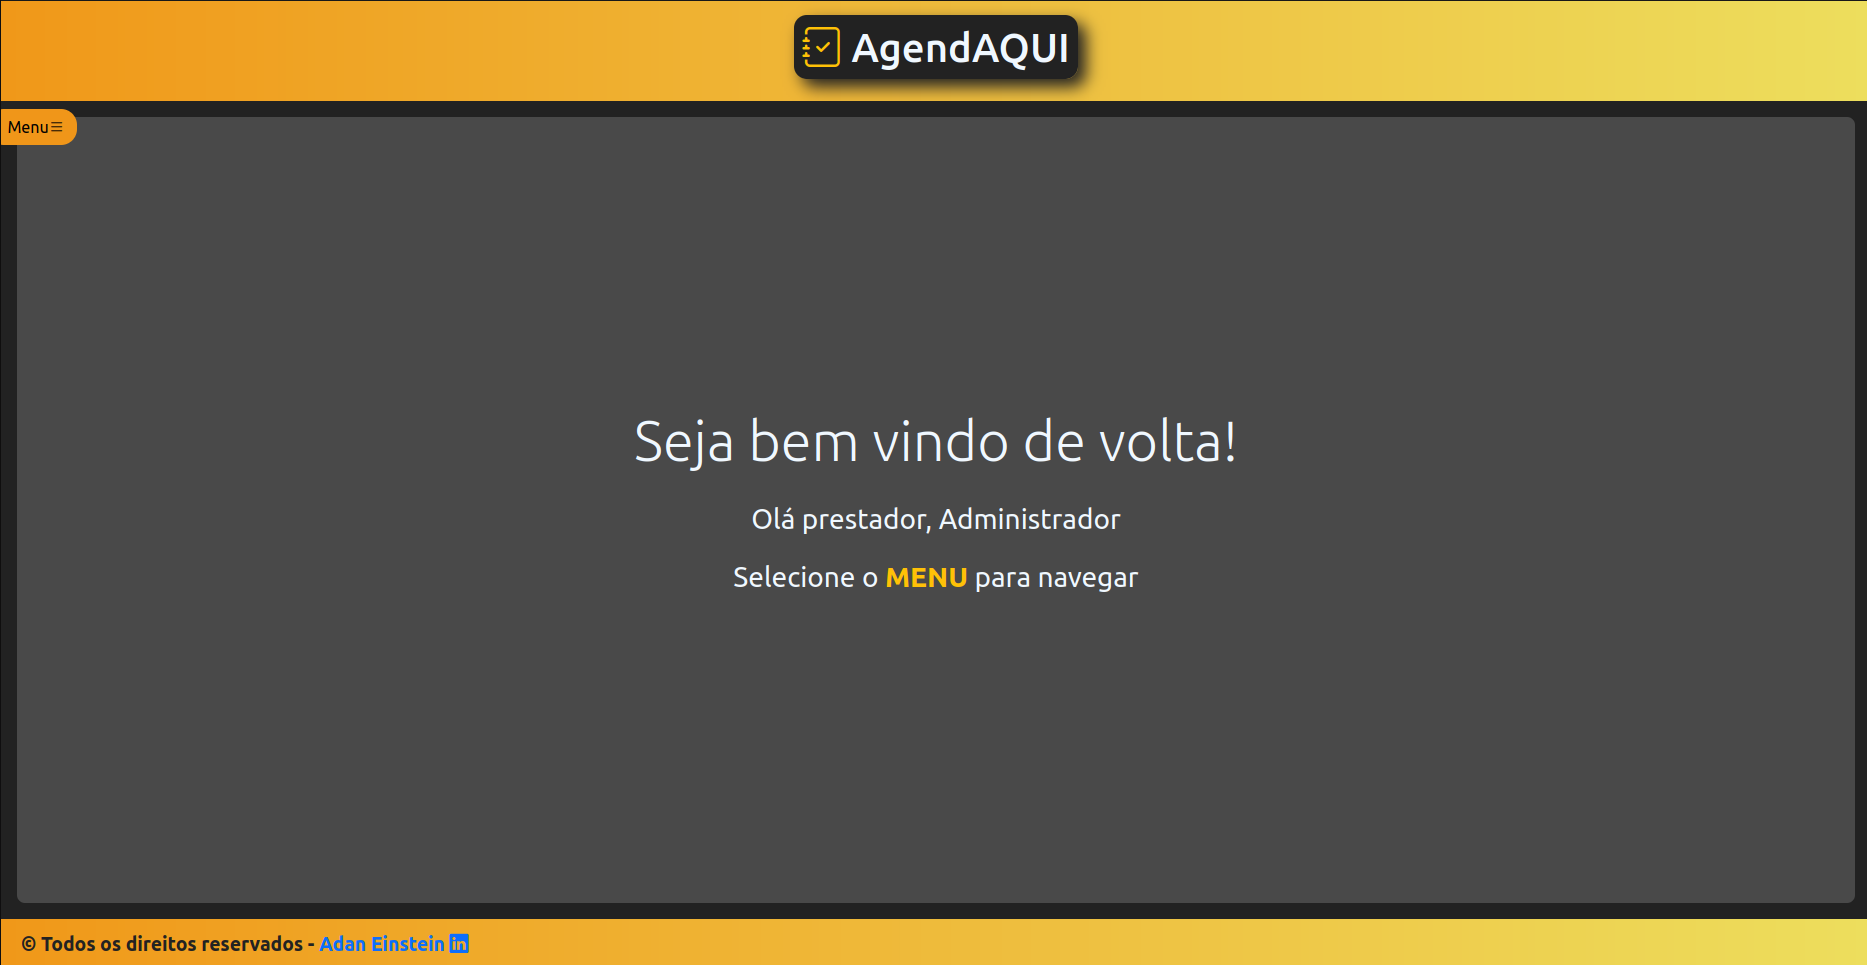 AgendAQUI
Menu
Seja bem vindo de volta!
Olá prestador, Administrador
Selecione o MENU para navegar
© Todos os direitos reservados - Adan Einstein in